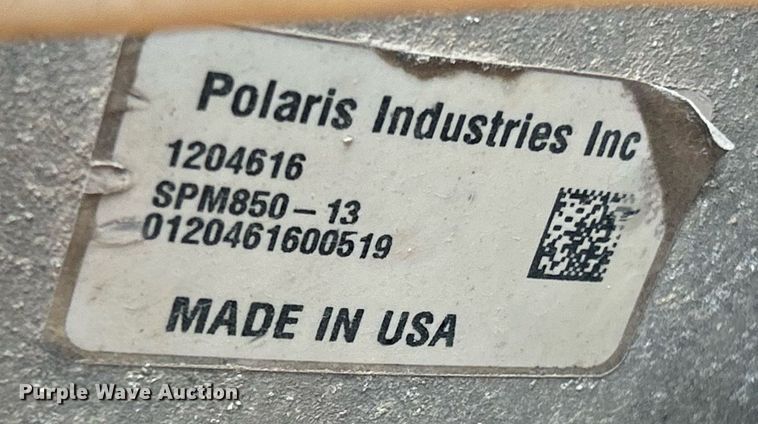 Polaris Industries Inc
1204616
SPM850-13
0120461600519
MADE IN USA
Purple Wave Auction